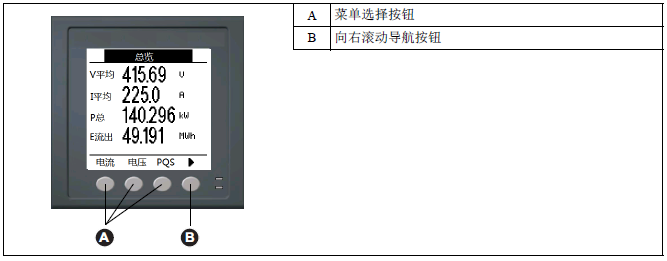 总览
V平均 415.69 V
I平均 225.0 A
P总 140.296 kW
E流出 49.191 MWh
电流 电压 PQS
A B
A 菜单选择按钮
B 向右滚动导航按钮